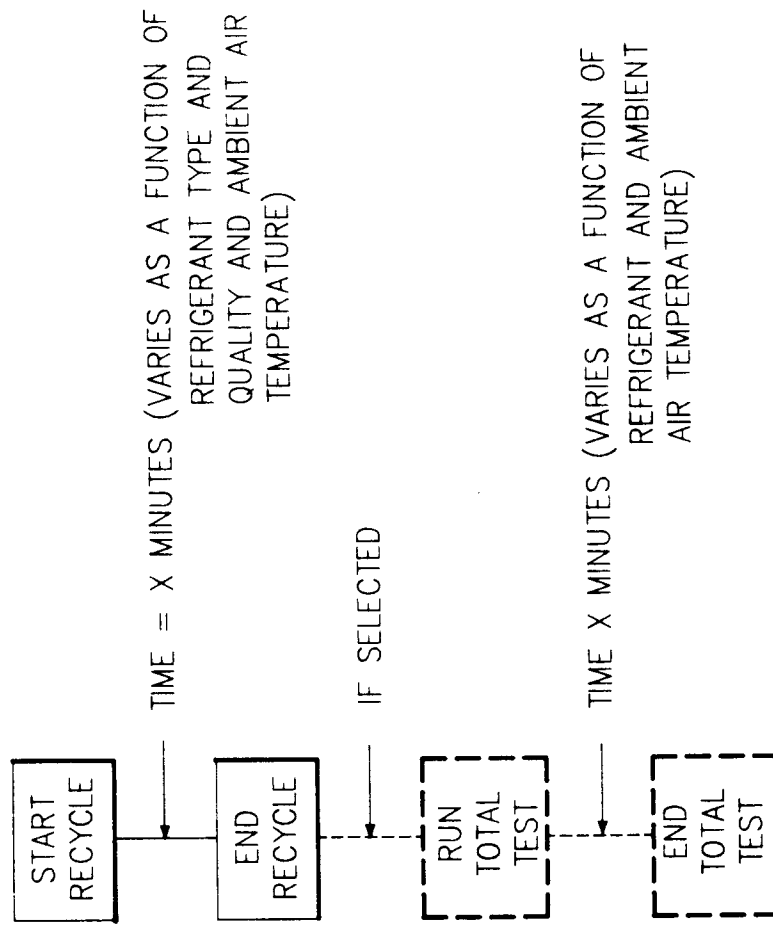 START
RECYCLE
TIME = X MINUTES (VARIES AS A FUNCTION OF
REFRIGERANT TYPE AND
QUALITY AND AMBIENT AIR
TEMPERATURE)
END
RECYCLE
IF SELECTED
RUN
TOTAL
TEST
TIME X MINUTES (VARIES AS A FUNCTION OF
REFRIGERANT AND AMBIENT
AIR TEMPERATURE)
END
TOTAL
TEST